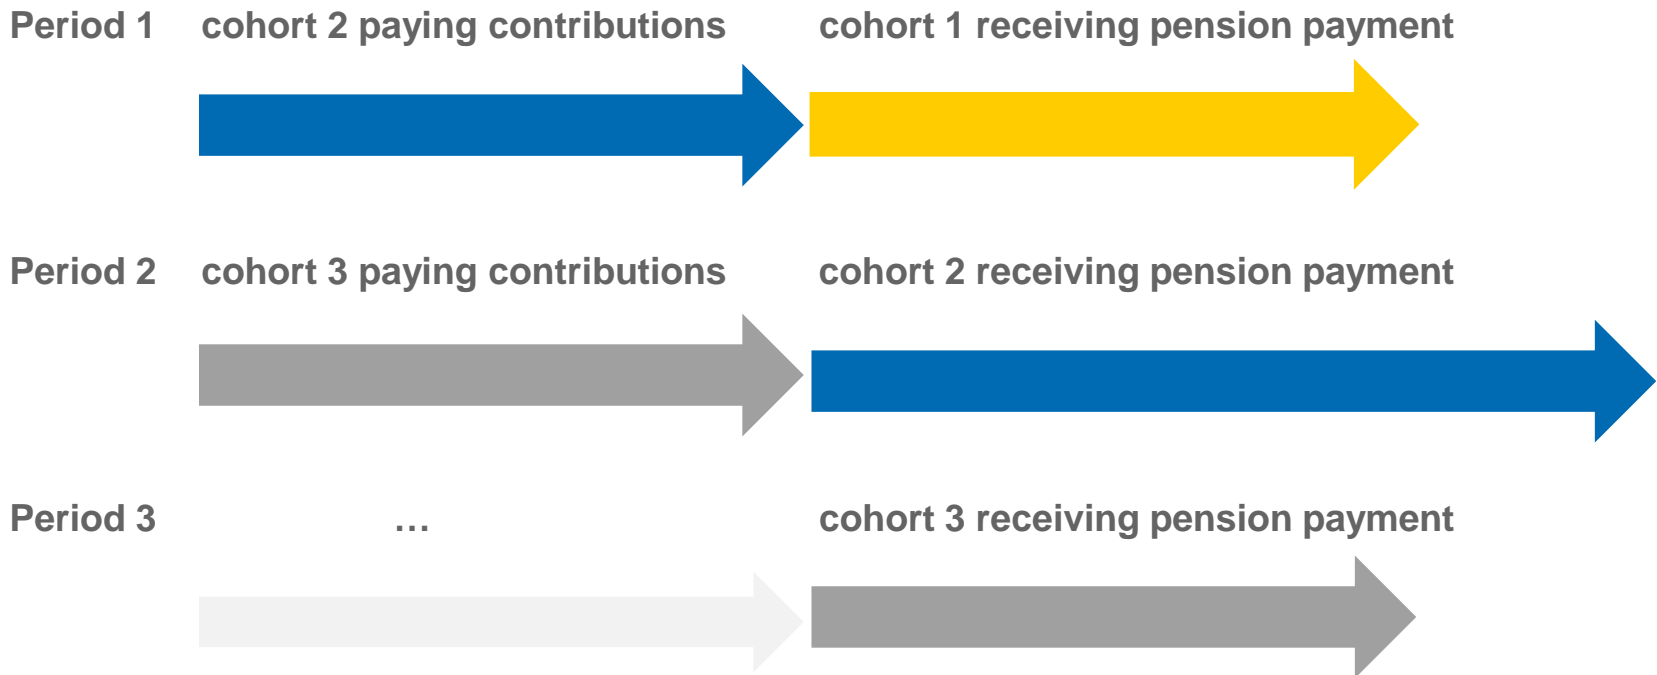 Period 1 cohort 2 paying contributions cohort 1 receiving pension payment
Period 2 cohort 3 paying contributions cohort 2 receiving pension payment
Period 3 … cohort 3 receiving pension payment